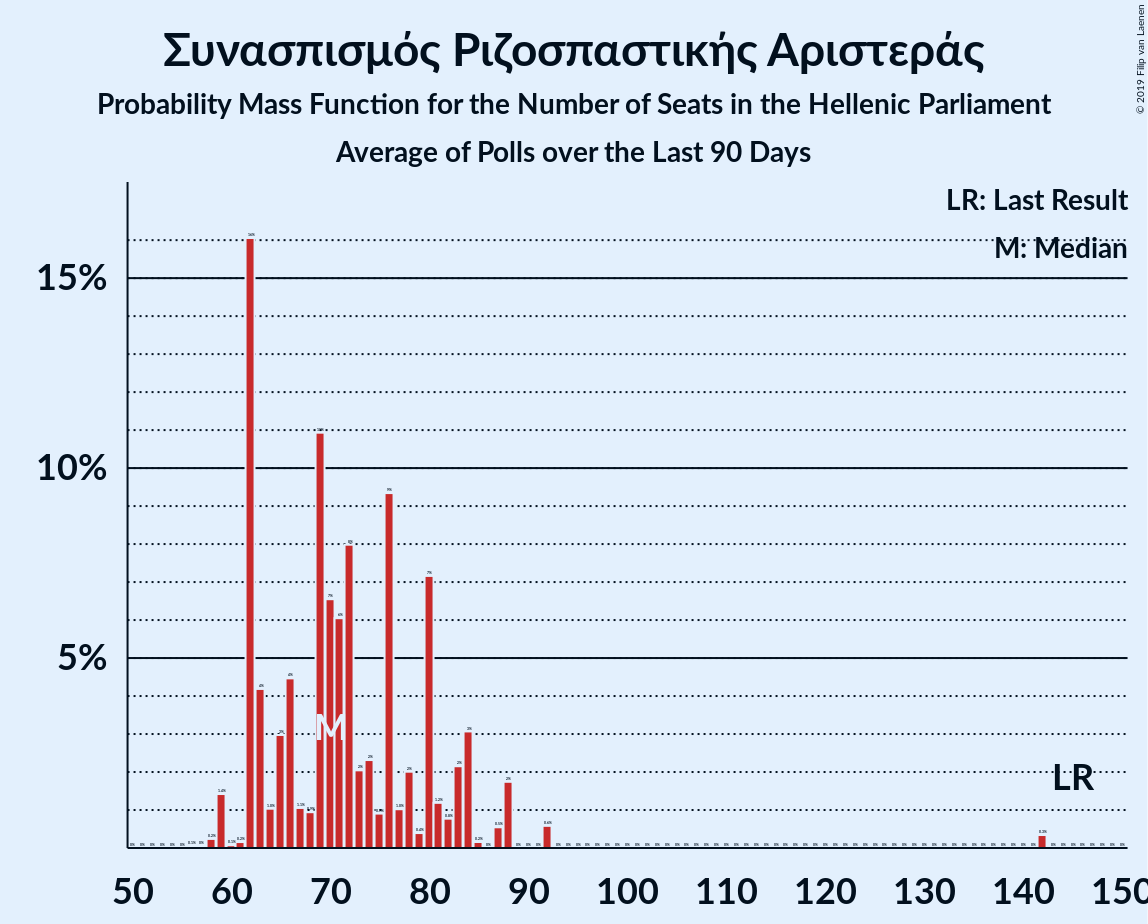 Συνασπισμός Ριζοσπαστικής Αριστεράς
Probability Mass Function for the Number of Seats in the Hellenic Parliament
Average of Polls over the Last 90 Days
© 2019 Filip van Laenen
LR: Last Result
M: Median
15%
10%
5%
M
LR
50 60 70 80 90 100 110 120 130 140 150